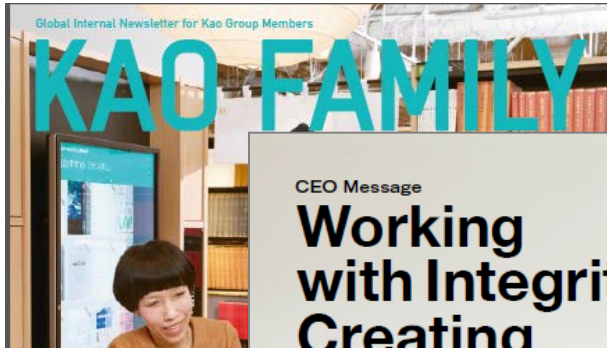 Global Internal Newsletter for Kao Group Members
KAO FAMILY
CEO Message
Working
with Integrit
Creating